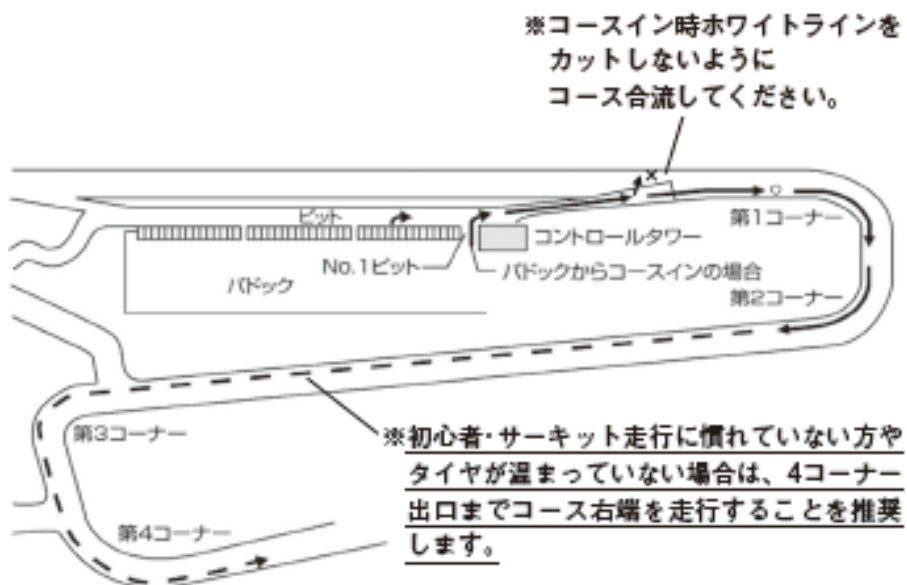 ※コースイン時ホワイトラインを
カットしないように
コース合流してください。
×
○
ピット
第1コーナー
コントロールタワー
No.1ピット
パドックからコースインの場合
パドック
第2コーナー
第3コーナー
※初心者・サーキット走行に慣れていない方や
タイヤが温まっていない場合は、4コーナー
出口までコース右端を走行することを推奨
します。
第4コーナー